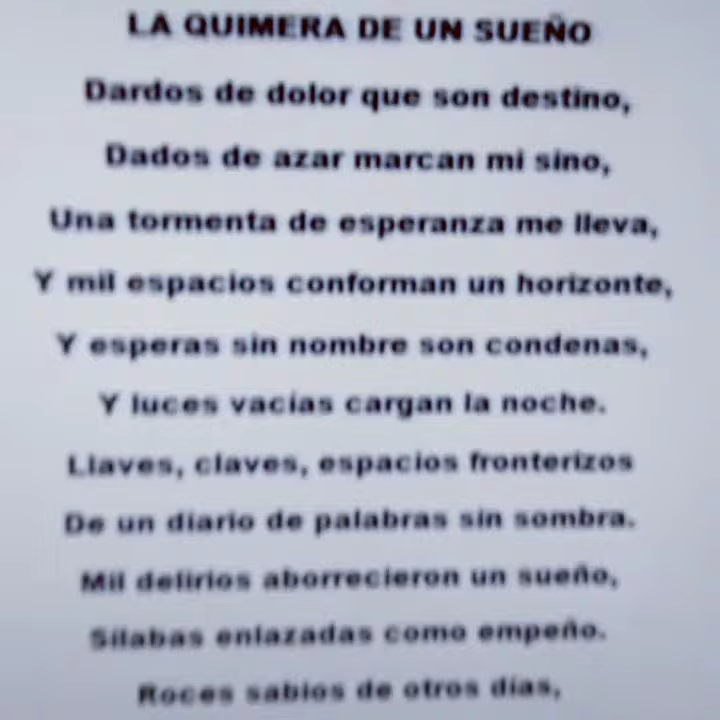 LA QUIMERA DE UN SUEÑO
Dardos de dolor que son destino,
Dados de azar marcan mi sino,
Una tormenta de esperanza me lleva,
Y mil espacios conforman un horizonte,
Y esperas sin nombre son condenas,
Y luces vacías cargan la noche.
Llaves, claves, espacios fronterizos
De un diario de palabras sin sombra.
Mil delirios aborrecieron un sueño,
Sílabas enlazadas como empeño.
Roces sabios de otros días,